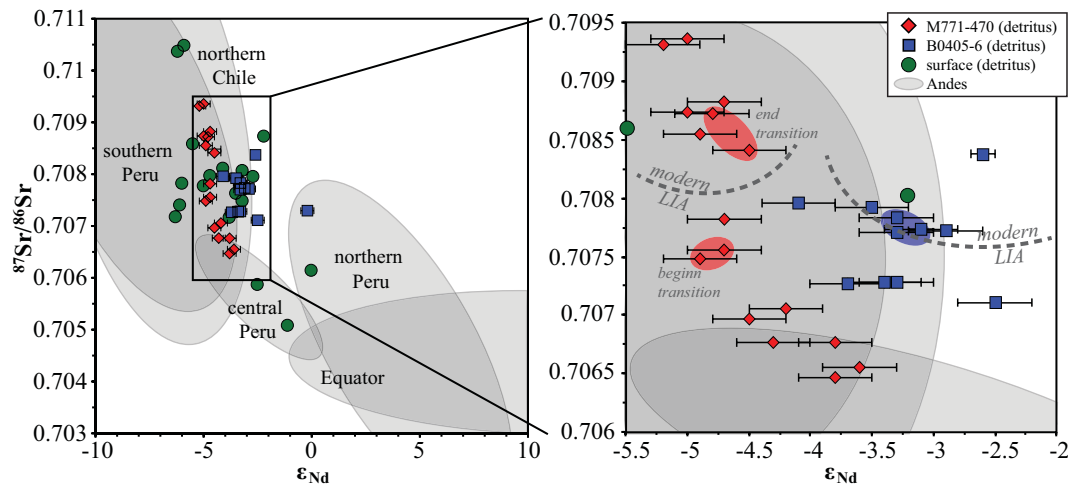 0.711
0.71
0.709
0.708
0.707
0.706
0.705
0.704
0.703
⁸⁷Sr/⁸⁶Sr
-10
-5
0
5
10
εNd
northern
Chile
southern
Peru
northern
Peru
central
Peru
Equator
0.7095
0.709
0.7085
0.708
0.7075
0.707
0.7065
0.706
-5.5
-5
-4.5
-4
-3.5
-3
-2.5
-2
εNd
M771-470 (detritus)
B0405-6 (detritus)
surface (detritus)
Andes
end
transition
modern
LIA
modern
LIA
beginn
transition